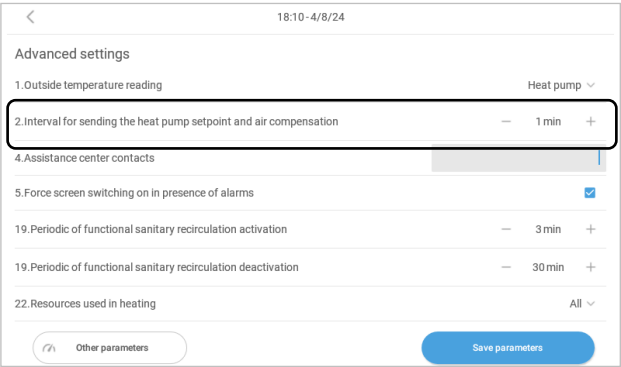 18:10-4/8/24
Advanced settings
1.Outside temperature reading Heat pump
2.Interval for sending the heat pump setpoint and air compensation — 1 min +
4.Assistance center contacts
5.Force screen switching on in presence of alarms
19.Periodic of functional sanitary recirculation activation — 3 min +
19.Periodic of functional sanitary recirculation deactivation — 30 min +
22.Resources used in heating All
Other parameters Save parameters